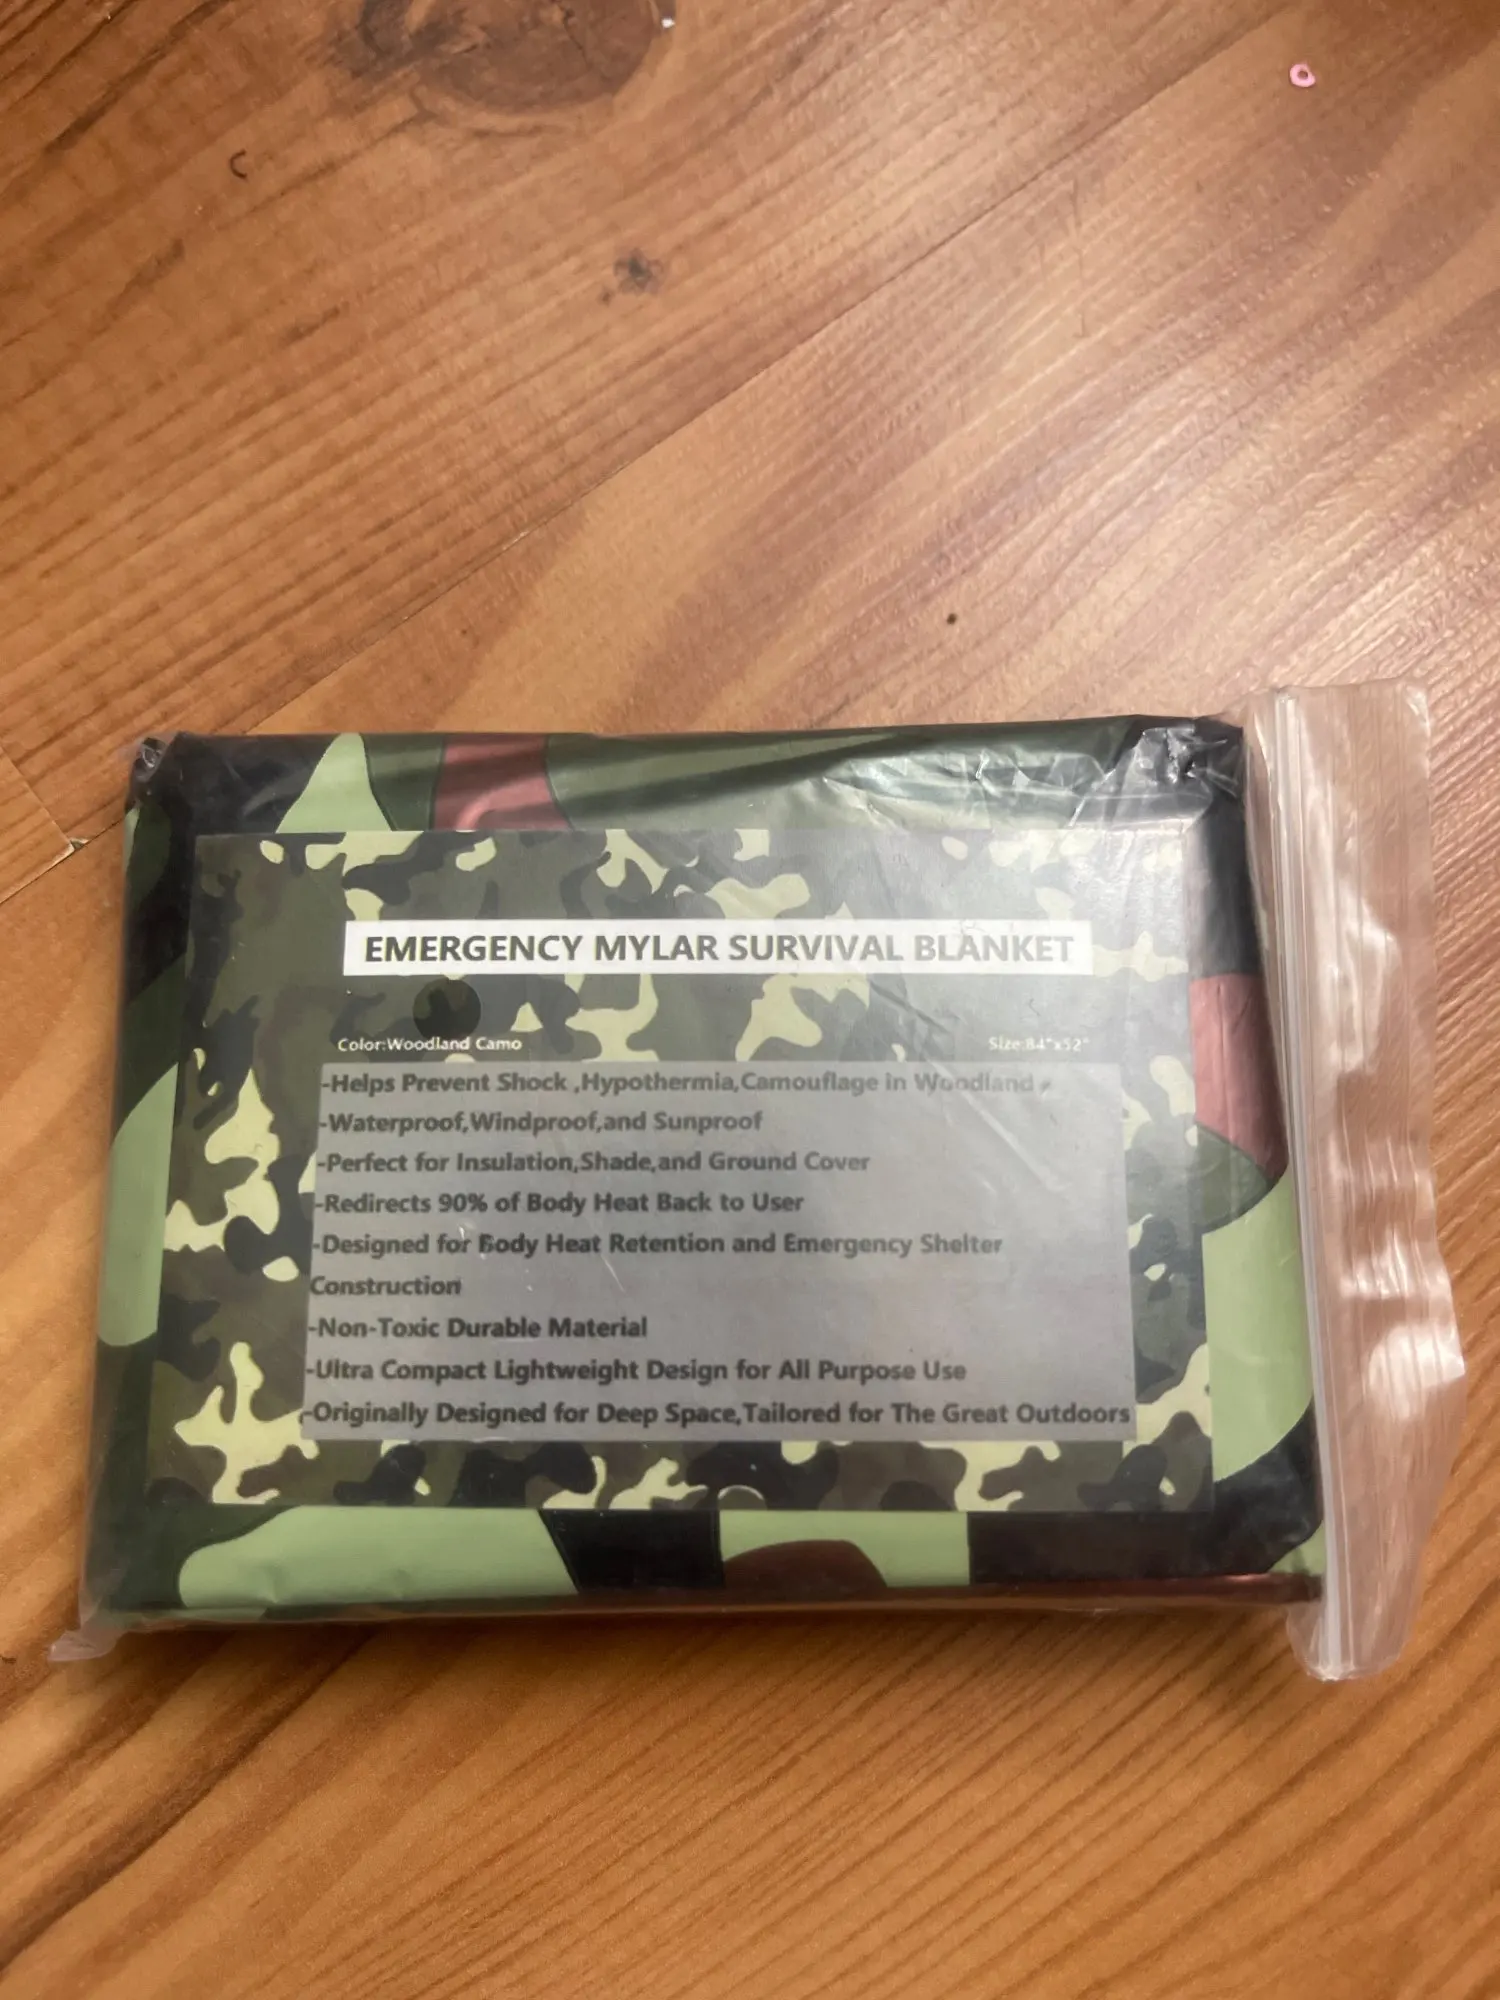 EMERGENCY MYLAR SURVIVAL BLANKET
Color:Woodland Camo
Size:84"x52"
-Helps Prevent Shock ,Hypothermia,Camouflage in Woodland
-Waterproof,Windproof,and Sunproof
-Perfect for Insulation,Shade,and Ground Cover
-Redirects 90% of Body Heat Back to User
-Designed for Body Heat Retention and Emergency Shelter
Construction
-Non-Toxic Durable Material
-Ultra Compact Lightweight Design for All Purpose Use
-Originally Designed for Deep Space,Tailored for The Great Outdoors